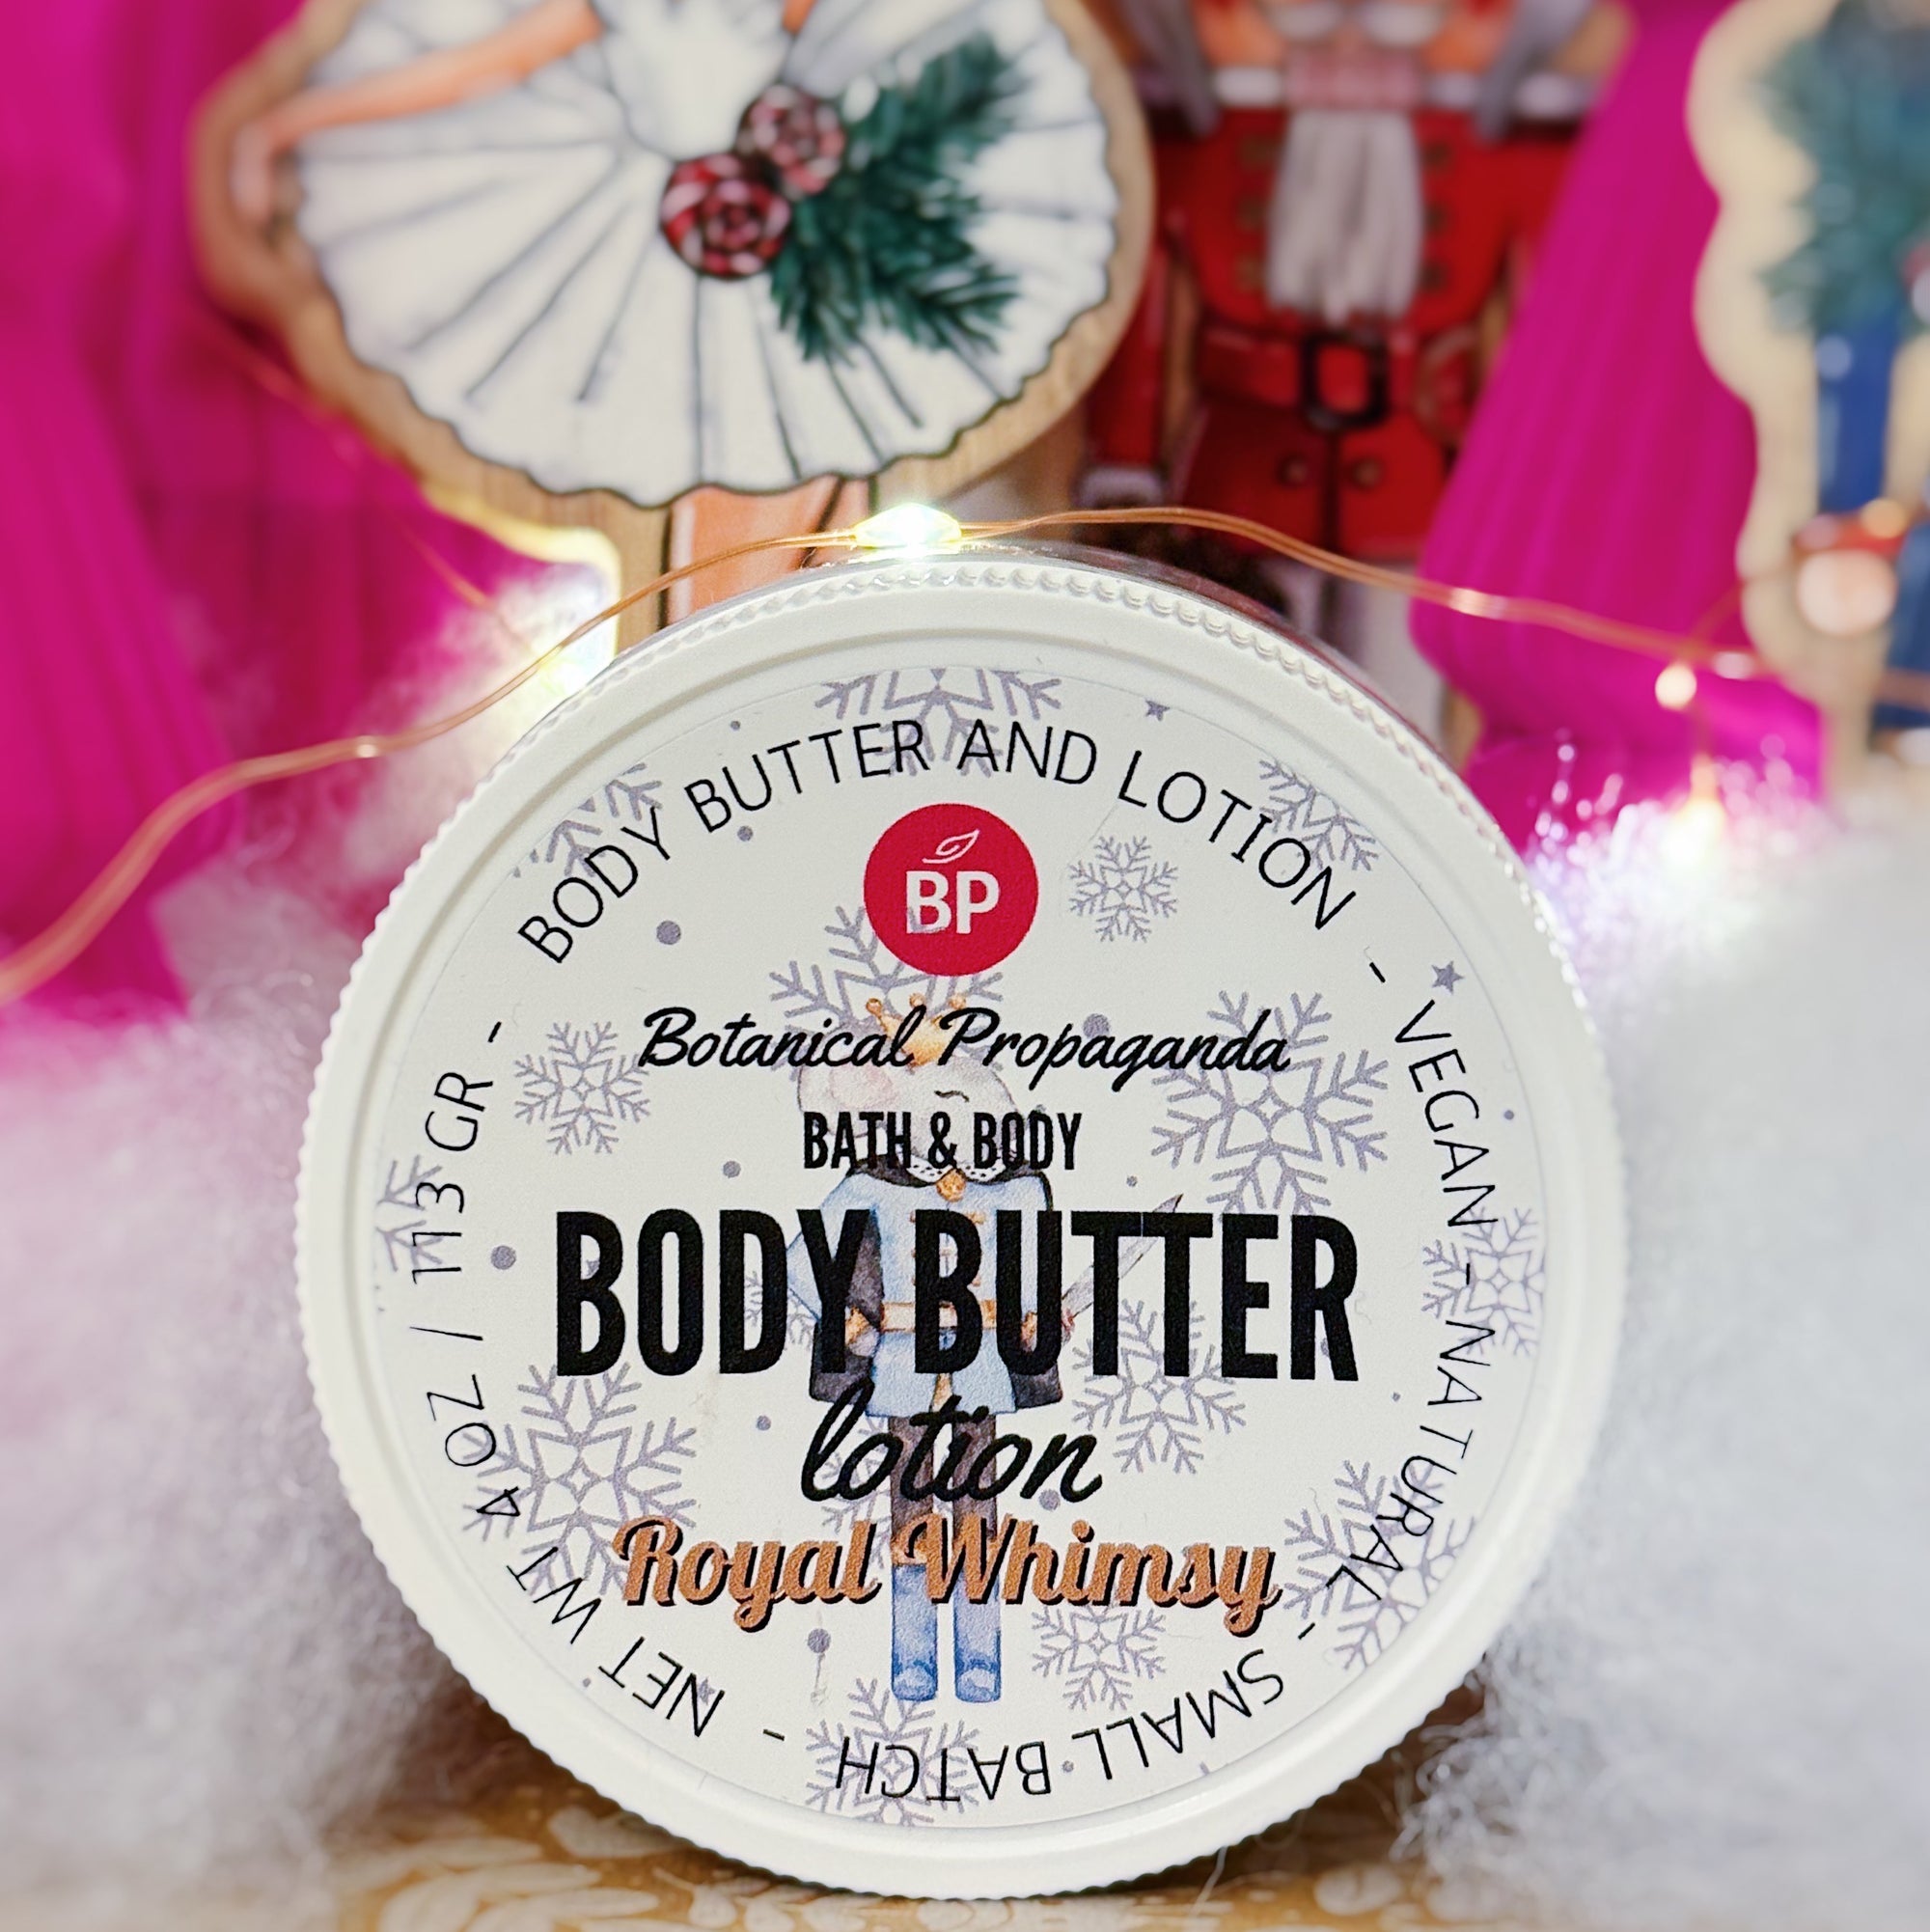 BODY BUTTER AND LOTION - VEGAN - NATURAL - SMALL BATCH - NET WT 4 OZ / 113 GR -
BP
Botanical Propaganda
BATH & BODY
BODY BUTTER
lotion
Royal Whimsy